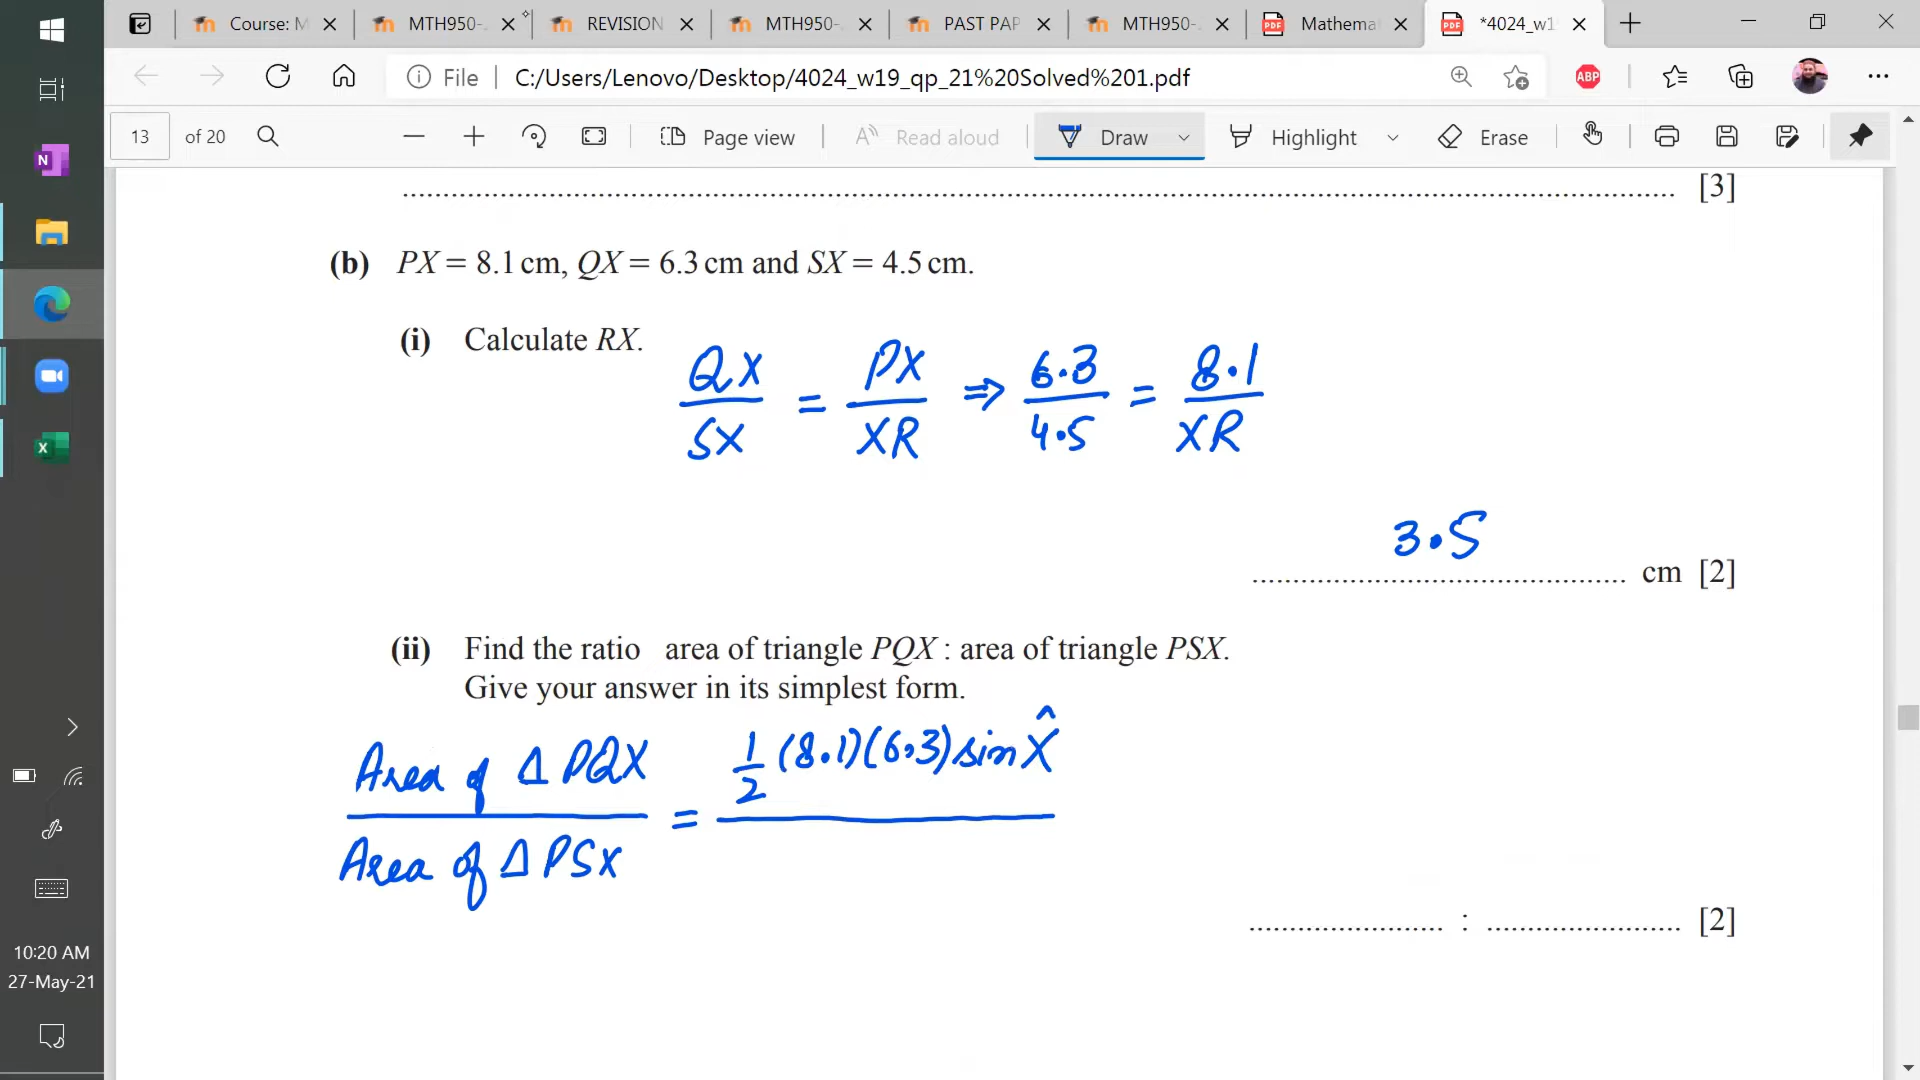 Course: M
MTH950-
REVISION
MTH950-
PAST PAP
MTH950-
Mathema
*4024_w1
File
C:/Users/Lenovo/Desktop/4024_w19_qp_21%20Solved%201.pdf
ABP
13 of 20
Page view
Read aloud
Draw
Highlight
Erase
[3]
(b) PX = 8.1 cm, QX = 6.3 cm and SX = 4.5 cm.
(i) Calculate RX.
QX/SX = PX/XR ⇒ 6.3/4.5 = 8.1/XR
3.5
cm [2]
(ii) Find the ratio area of triangle PQX : area of triangle PSX.
Give your answer in its simplest form.
Area of Δ PQX / Area of Δ PSX = 1/2 (8.1)(6.3) sin X̂
: [2]
10:20 AM
27-May-21